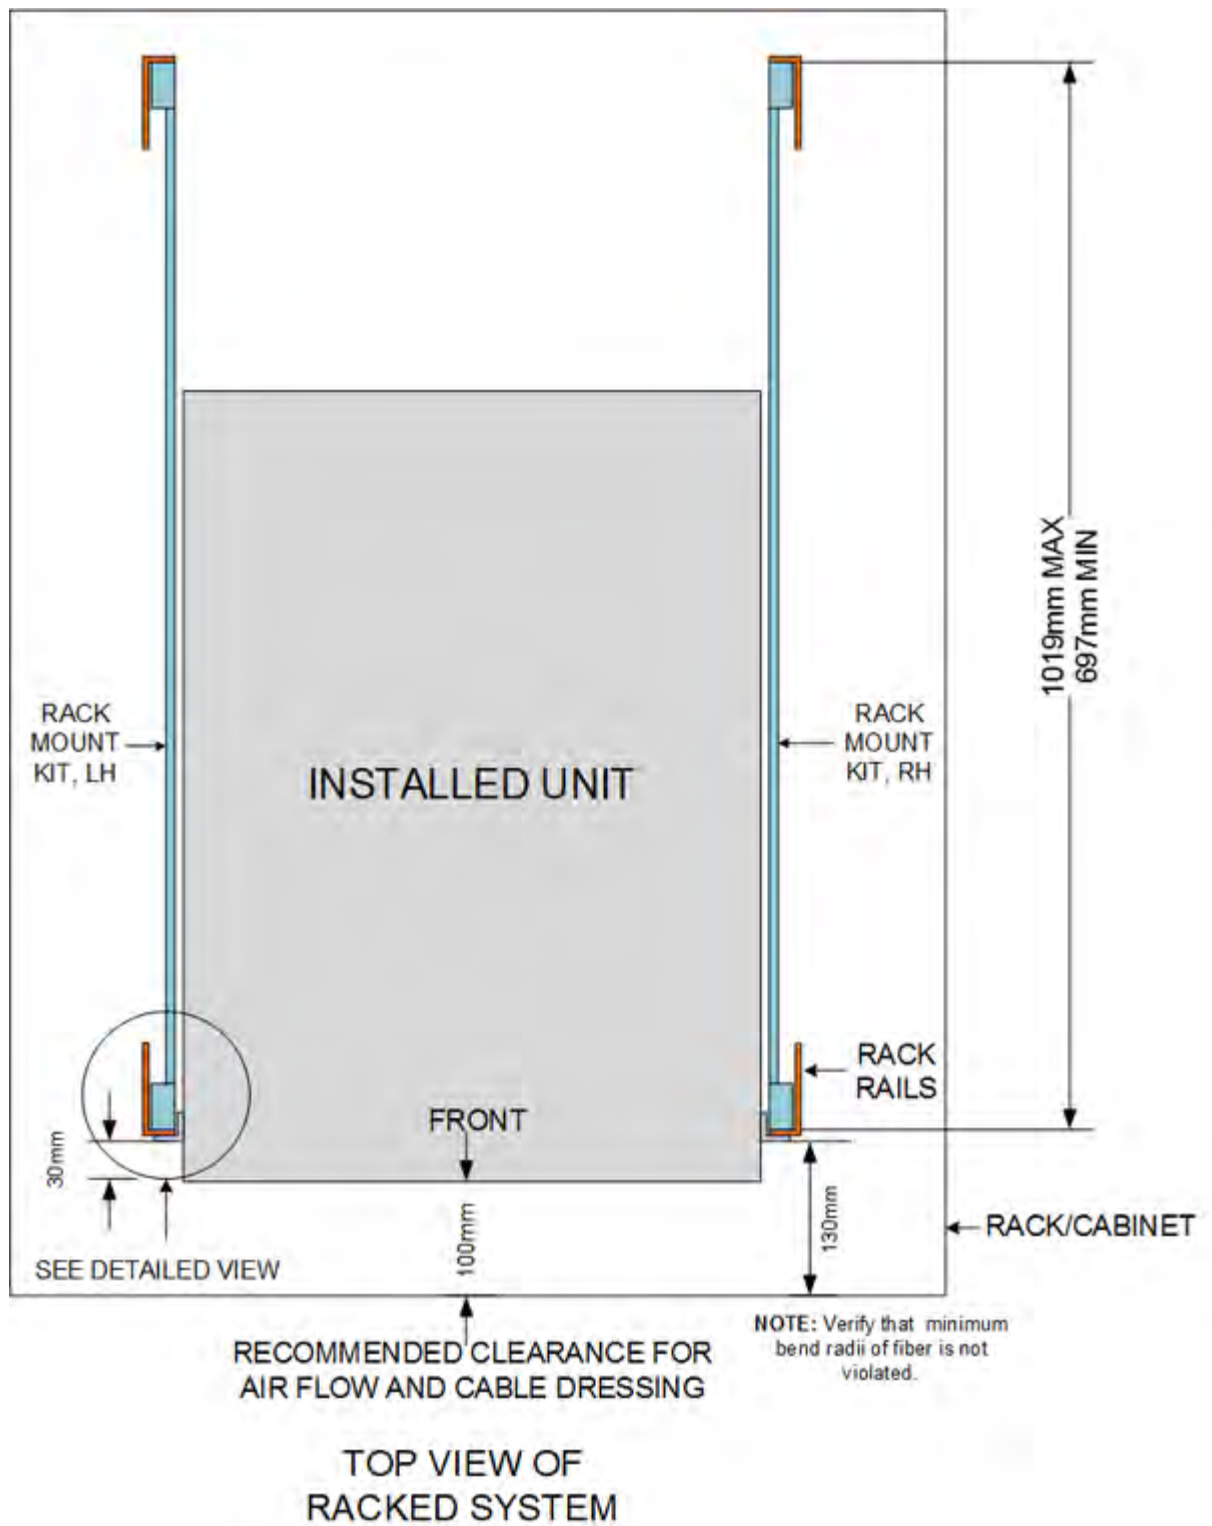 1019mm MAX
697mm MIN
RACK
MOUNT
KIT, LH
RACK
MOUNT
KIT, RH
INSTALLED UNIT
RACK
RAILS
FRONT
30mm
100mm
130mm
RACK/CABINET
SEE DETAILED VIEW
NOTE: Verify that minimum
bend radii of fiber is not
violated.
RECOMMENDED CLEARANCE FOR
AIR FLOW AND CABLE DRESSING
TOP VIEW OF
RACKED SYSTEM